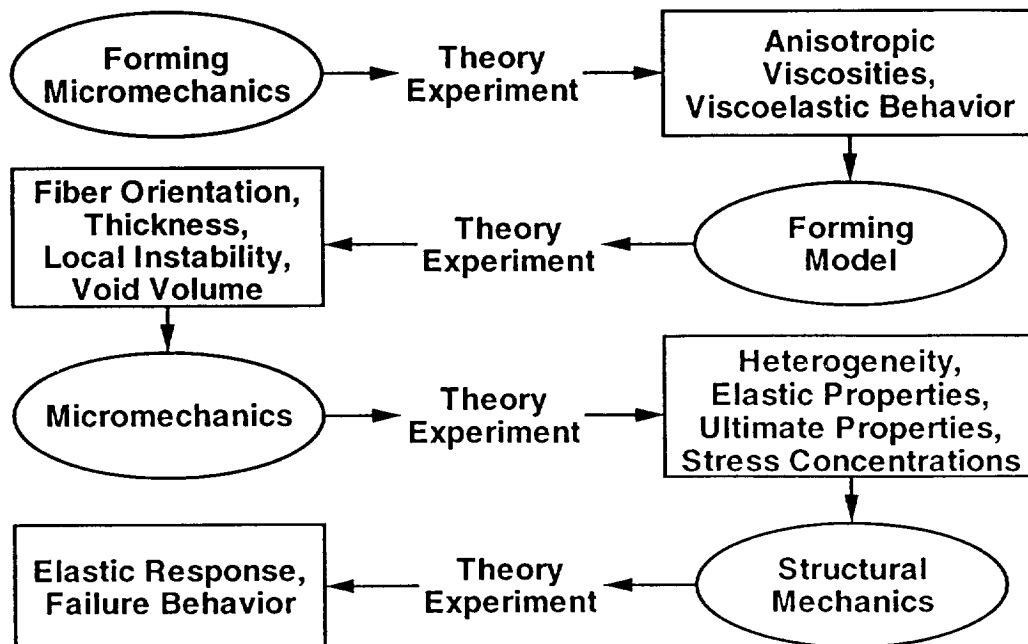 Forming
Micromechanics
Theory
Experiment
Anisotropic
Viscosities,
Viscoelastic Behavior
Fiber Orientation,
Thickness,
Local Instability,
Void Volume
Theory
Experiment
Forming
Model
Micromechanics
Theory
Experiment
Heterogeneity,
Elastic Properties,
Ultimate Properties,
Stress Concentrations
Elastic Response,
Failure Behavior
Theory
Experiment
Structural
Mechanics